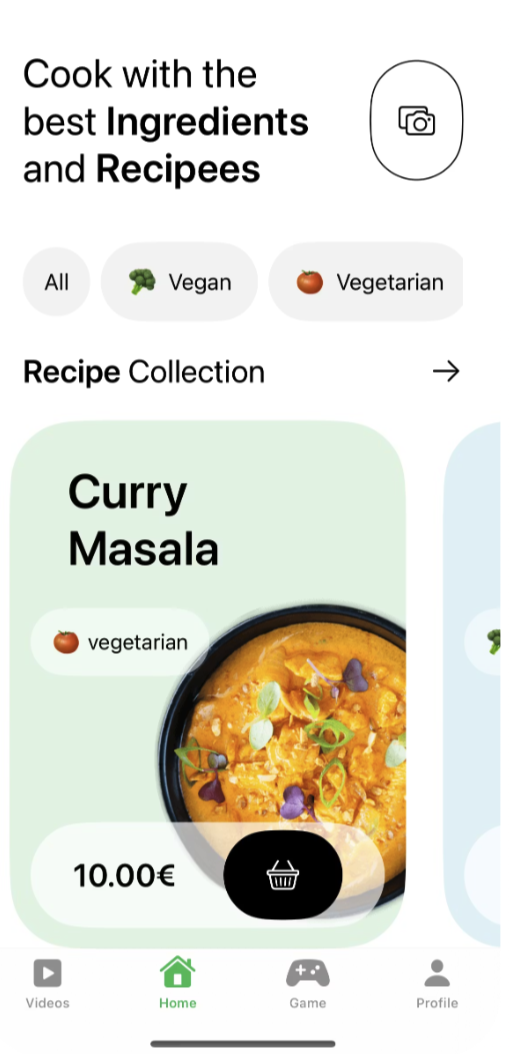 Cook with the
best Ingredients
and Recipees
All
Vegan
Vegetarian
Recipe Collection
Curry
Masala
vegetarian
10.00€
Videos
Home
Game
Profile